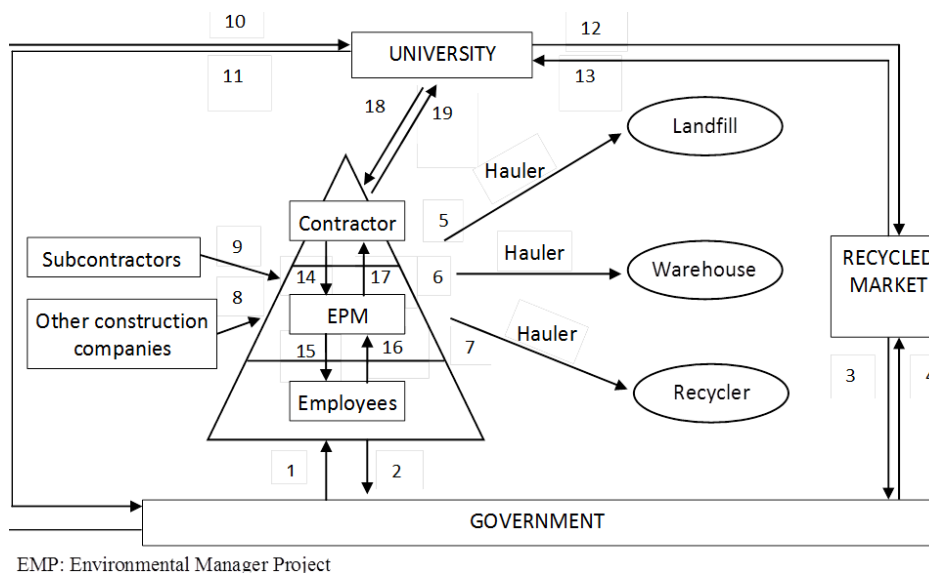 10
12
UNIVERSITY
11
13
18
19
Landfill
Hauler
Contractor
5
9
Subcontractors
Hauler
14
17
6
Warehouse
RECYCLED
MARKET
8
Other construction
companies
EPM
Hauler
15
16
7
3
4
Employees
Recycler
1
2
GOVERNMENT
EMP: Environmental Manager Project